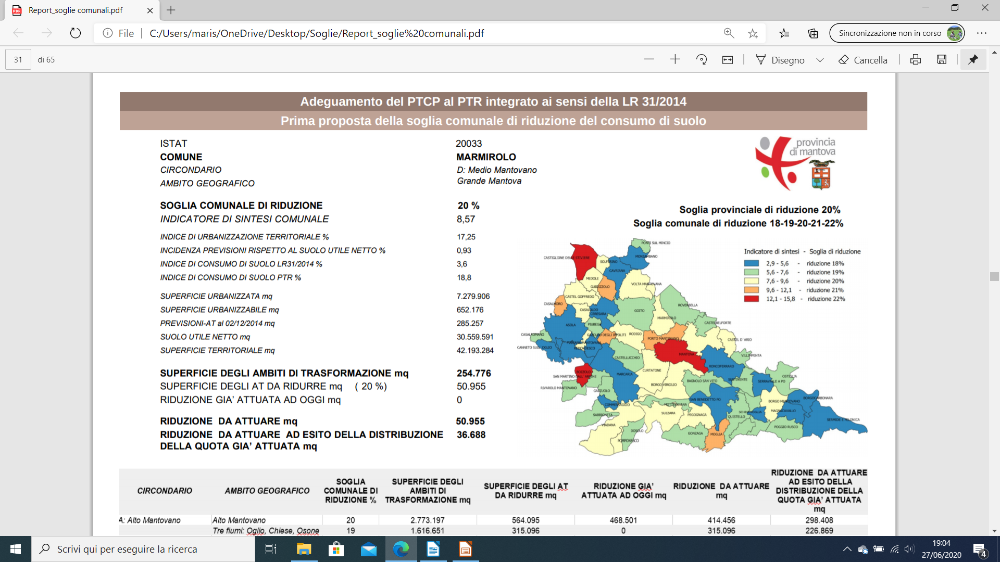 Report_soglie comunali.pdf
File
C:/Users/maris/OneDrive/Desktop/Soglie/Report_soglie%20comunali.pdf
Sincronizzazione non in corso
31 di 65
Disegno
Cancella
Adeguamento del PTCP al PTR integrato ai sensi della LR 31/2014
Prima proposta della soglia comunale di riduzione del consumo di suolo
ISTAT 20033
COMUNE MARMIROLO
CIRCONDARIO D: Medio Mantovano
AMBITO GEOGRAFICO Grande Mantova
provincia
di mantova
SOGLIA COMUNALE DI RIDUZIONE 20 %
INDICATORE DI SINTESI COMUNALE 8,57
INDICE DI URBANIZZAZIONE TERRITORIALE % 17,25
INCIDENZA PREVISIONI RISPETTO AL SUOLO UTILE NETTO % 0,93
INDICE DI CONSUMO DI SUOLO LR31/2014 % 3,6
INDICE DI CONSUMO DI SUOLO PTR % 18,8
SUPERFICIE URBANIZZATA mq 7.279.906
SUPERFICIE URBANIZZABILE mq 652.176
PREVISIONI-AT al 02/12/2014 mq 285.257
SUOLO UTILE NETTO mq 30.559.591
SUPERFICIE TERRITORIALE mq 42.193.284
SUPERFICIE DEGLI AMBITI DI TRASFORMAZIONE mq 254.776
SUPERFICIE DEGLI AT DA RIDURRE mq ( 20 %) 50.955
RIDUZIONE GIA' ATTUATA AD OGGI mq 0
RIDUZIONE DA ATTUARE mq 50.955
RIDUZIONE DA ATTUARE AD ESITO DELLA DISTRIBUZIONE 36.688
DELLA QUOTA GIA' ATTUATA mq
Soglia provinciale di riduzione 20%
Soglia comunale di riduzione 18-19-20-21-22%
Indicatore di sintesi - Soglia di riduzione
2,9 - 5,6 - riduzione 18%
5,6 - 7,6 - riduzione 19%
7,6 - 9,6 - riduzione 20%
9,6 - 12,1 - riduzione 21%
12,1 - 15,8 - riduzione 22%
PONTI SUL MINCIO
MONZAMBANO
CASTIGLIONE DELLE STIVIERE
SOLFERINO
CAVRIANA
MEDOLE
GUIDIZZOLO
VOLTA MANTOVANA
CASTEL GOFFREDO
CASALMORO
CASALOLDO
CERESARA
GOITO
ROVERBELLA
MARMIROLO
ASOLA
PIUBEGA
CASTELBELFORTE
CASALROMANO
RODIGO
PORTO MANTOVANO
CASTEL D'ARIO
CANNETO SULL'OGLIO
REDONDESCO
MANTOVA
VILLIMPENTA
CASTELLUCCHIO
RONCOFERRARO
BOZZOLO
MARCARIA
CURTATONE
SUSTINENTE
OSTIGLIA
SERRAVALLE A PO
RIVAROLO MANTOVANO
GAZZUOLO
BORGO VIRGILIO
BAGNOLO SAN VITO
COMMESSAGGIO
MOTTEGGIANA
SAN BENEDETTO PO
BORGO MANTOVANO
BORGOCARBONARA
SABBIONETA
SUZZARA
PEGOGNAGA
QUISTELLO
SCHIVENOGLIA
MAGNACAVALLO
SERMIDE E FELONICA
VIADANA
DOSOLO
POMPONESCO
GONZAGA
MOGLIA
POGGIO RUSCO
CIRCONDARIO
AMBITO GEOGRAFICO
SOGLIA
COMUNALE DI
RIDUZIONE %
SUPERFICIE DEGLI
AMBITI DI
TRASFORMAZIONE mq
SUPERFICIE DEGLI AT
DA RIDURRE mq
RIDUZIONE GIA'
ATTUATA AD OGGI mq
RIDUZIONE DA ATTUARE
mq
RIDUZIONE DA ATTUARE
AD ESITO DELLA
DISTRIBUZIONE DELLA
QUOTA GIA' ATTUATA
mq
A: Alto Mantovano Alto Mantovano 20 2.773.197 564.095 468.501 414.456 298.408
Tre fiumi: Oglio, Chiese, Osone 19 1.616.651 315.096 0 315.096 226.869
Scrivi qui per eseguire la ricerca
19:04
27/06/2020
4